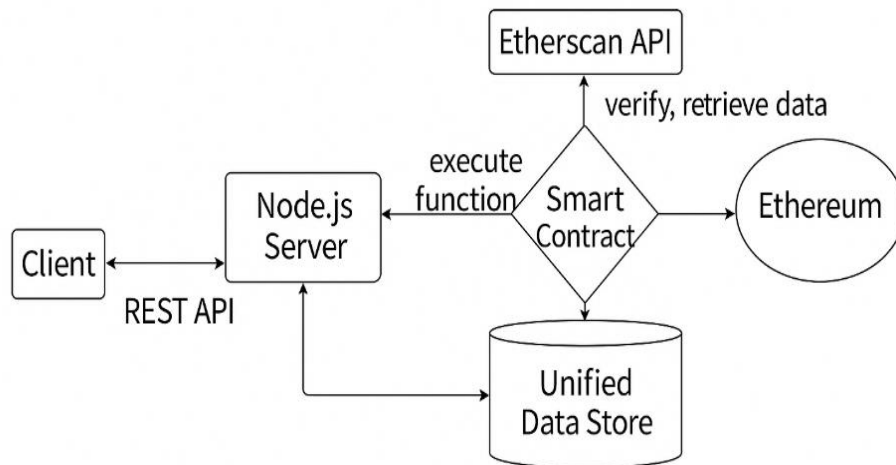 Etherscan API
verify, retrieve data
execute
function
Node.js
Server
Smart
Contract
Ethereum
Client
REST API
Unified
Data Store